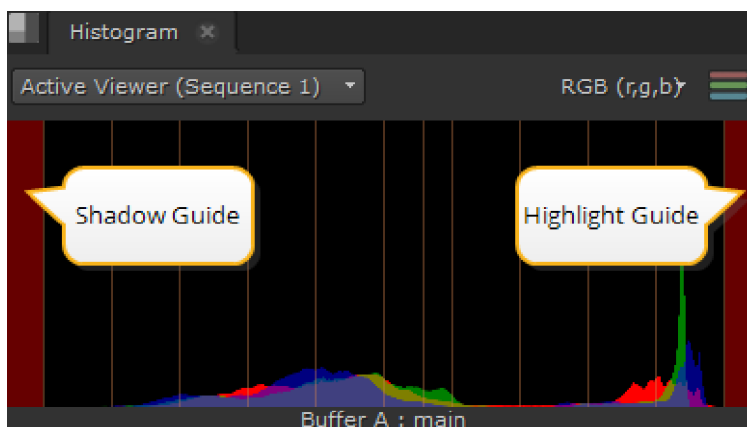 Histogram
Active Viewer (Sequence 1)
RGB (r,g,b)
Shadow Guide
Highlight Guide
Buffer A : main